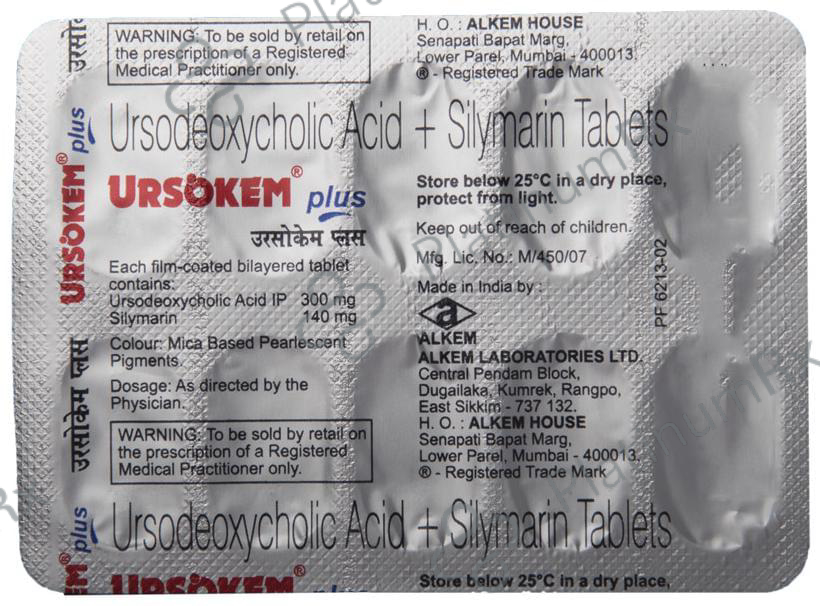 WARNING: To be sold by retail on
the prescription of a Registered
Medical Practitioner only.
H. O. : ALKEM HOUSE
Senapati Bapat Marg,
Lower Parel, Mumbai - 400013.
® - Registered Trade Mark
Ursodeoxycholic Acid + Silymarin Tablets
URSOKEM® plus
उरसोकेम प्लस
Each film-coated bilayered tablet
contains:
Ursodeoxycholic Acid IP 300 mg
Silymarin 140 mg
Colour: Mica Based Pearlescent
Pigments.
Dosage: As directed by the
Physician.
WARNING: To be sold by retail on
the prescription of a Registered
Medical Practitioner only.
Store below 25°C in a dry place,
protect from light.
Keep out of reach of children.
Mfg. Lic. No.: M/450/07
Made in India by :
a
ALKEM
ALKEM LABORATORIES LTD.
Central Pendam Block,
Dugailaka, Kumrek, Rangpo,
East Sikkim - 737 132.
H. O. : ALKEM HOUSE
Senapati Bapat Marg,
Lower Parel, Mumbai - 400013.
® - Registered Trade Mark
PF 6213-02
Ursodeoxycholic Acid + Silymarin Tablets
URSOKEM® plus
Store below 25°C in a dry place,
उरसो
URSOKEM® plus
उरसोकेम प्लस
EM® plus
PlatinumRx
PlatinumRx
PlatinumRx